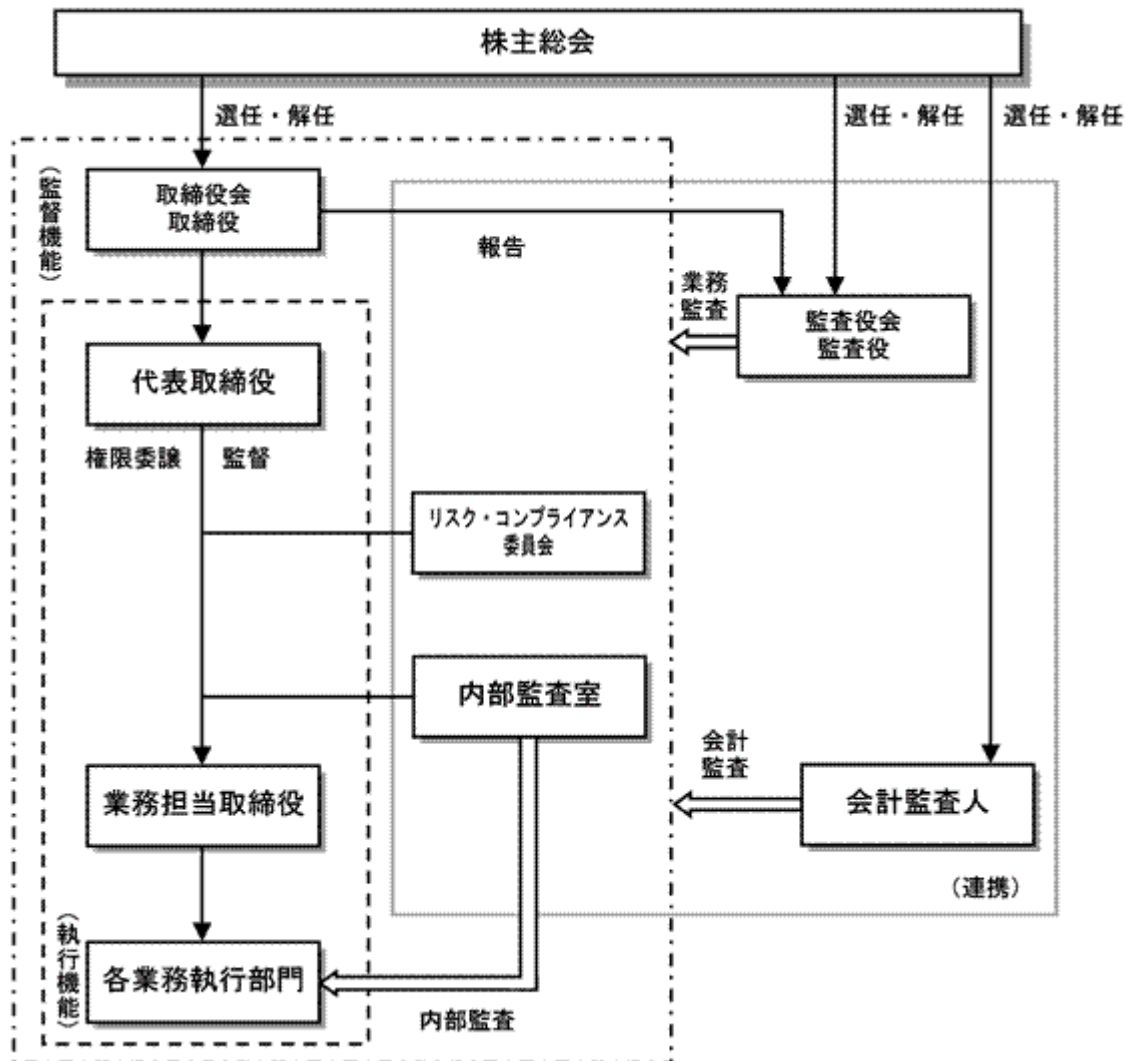 株主総会
選任・解任
選任・解任
選任・解任
（監督機能）
取締役会
取締役
報告
業務
監査
監査役会
監査役
代表取締役
権限委譲
監督
リスク・コンプライアンス
委員会
内部監査室
会計
監査
業務担当取締役
会計監査人
（連携）
（執行機能）
各業務執行部門
内部監査